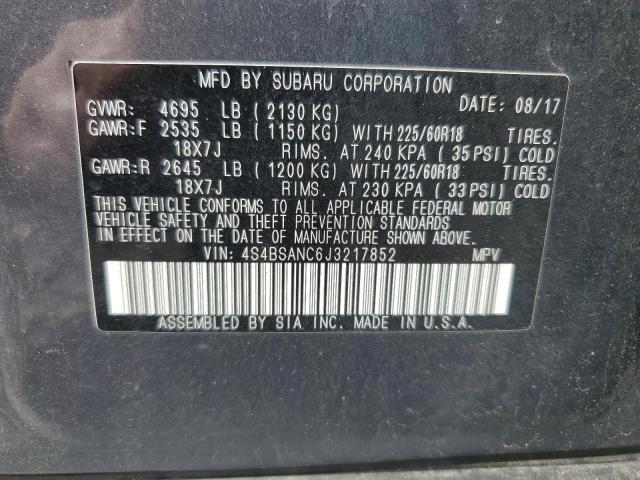 MFD BY SUBARU CORPORATION
GVWR: 4695 LB (2130 KG) DATE: 08/17
GAWR:F 2535 LB (1150 KG) WITH 225/60R18 TIRES.
18X7J RIMS. AT 240 KPA (35 PSI) COLD
GAWR:R 2645 LB (1200 KG) WITH 225/60R18 TIRES.
18X7J RIMS. AT 230 KPA (33 PSI) COLD
THIS VEHICLE CONFORMS TO ALL APPLICABLE FEDERAL MOTOR
VEHICLE SAFETY AND THEFT PREVENTION STANDARDS
IN EFFECT ON THE DATE OF MANUFACTURE SHOWN ABOVE.
VIN: 4S4BSANC6J3217852 MPV
ASSEMBLED BY SIA INC. MADE IN U.S.A.